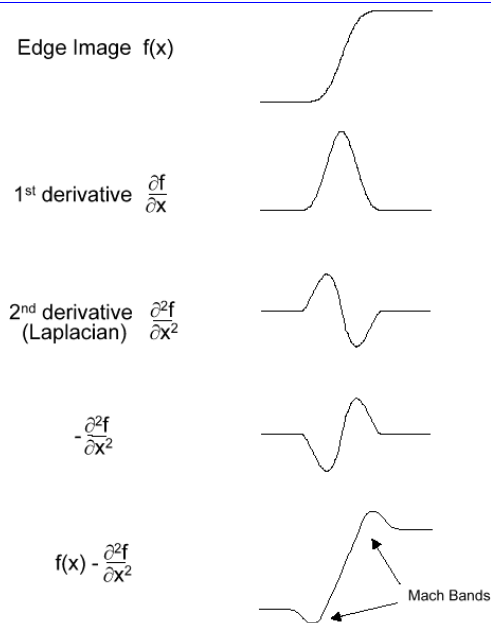 Edge Image f(x)
1st derivative ∂f/∂x
2nd derivative ∂²f/∂x²
(Laplacian)
-∂²f/∂x²
f(x) - ∂²f/∂x²
Mach Bands